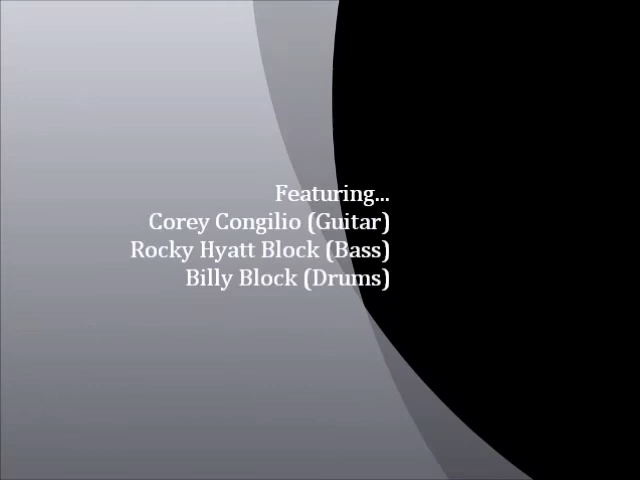 Featuring...
Corey Congilio (Guitar)
Rocky Hyatt Block (Bass)
Billy Block (Drums)